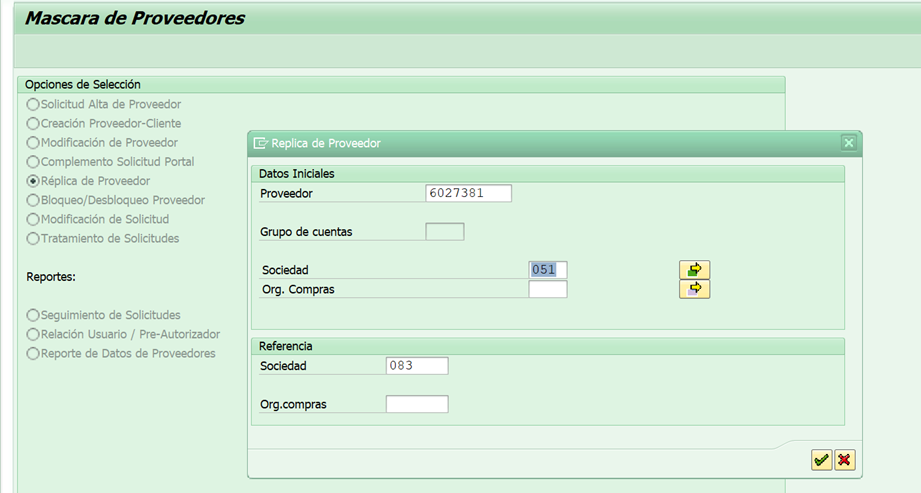 Mascara de Proveedores
Opciones de Selección
Solicitud Alta de Proveedor
Creación Proveedor-Cliente
Modificación de Proveedor
Complemento Solicitud Portal
Réplica de Proveedor
Bloqueo/Desbloqueo Proveedor
Modificación de Solicitud
Tratamiento de Solicitudes
Reportes:
Seguimiento de Solicitudes
Relación Usuario / Pre-Autorizador
Reporte de Datos de Proveedores
Replica de Proveedor
Datos Iniciales
Proveedor 6027381
Grupo de cuentas
Sociedad 051
Org. Compras
Referencia
Sociedad 083
Org.compras